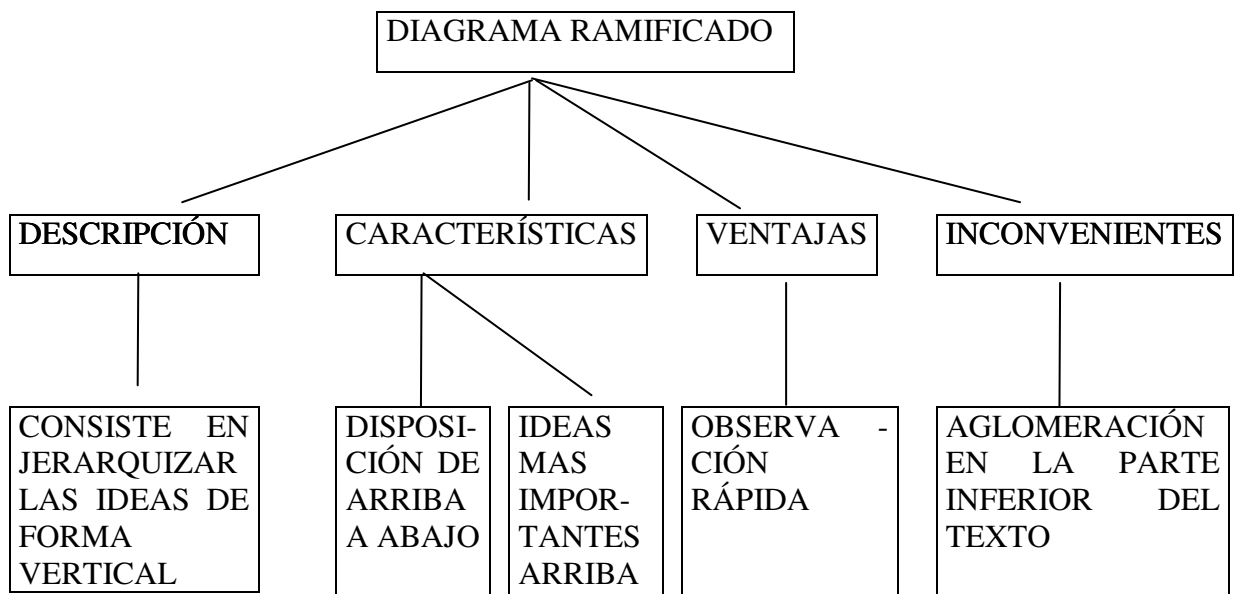 DIAGRAMA RAMIFICADO
DESCRIPCIÓN
CARACTERÍSTICAS
VENTAJAS
INCONVENIENTES
CONSISTE EN
JERARQUIZAR
LAS IDEAS DE
FORMA
VERTICAL
DISPOSI-
CIÓN DE
ARRIBA
A ABAJO
IDEAS
MAS
IMPOR-
TANTES
ARRIBA
OBSERVA -
CIÓN
RÁPIDA
AGLOMERACIÓN
EN LA PARTE
INFERIOR DEL
TEXTO